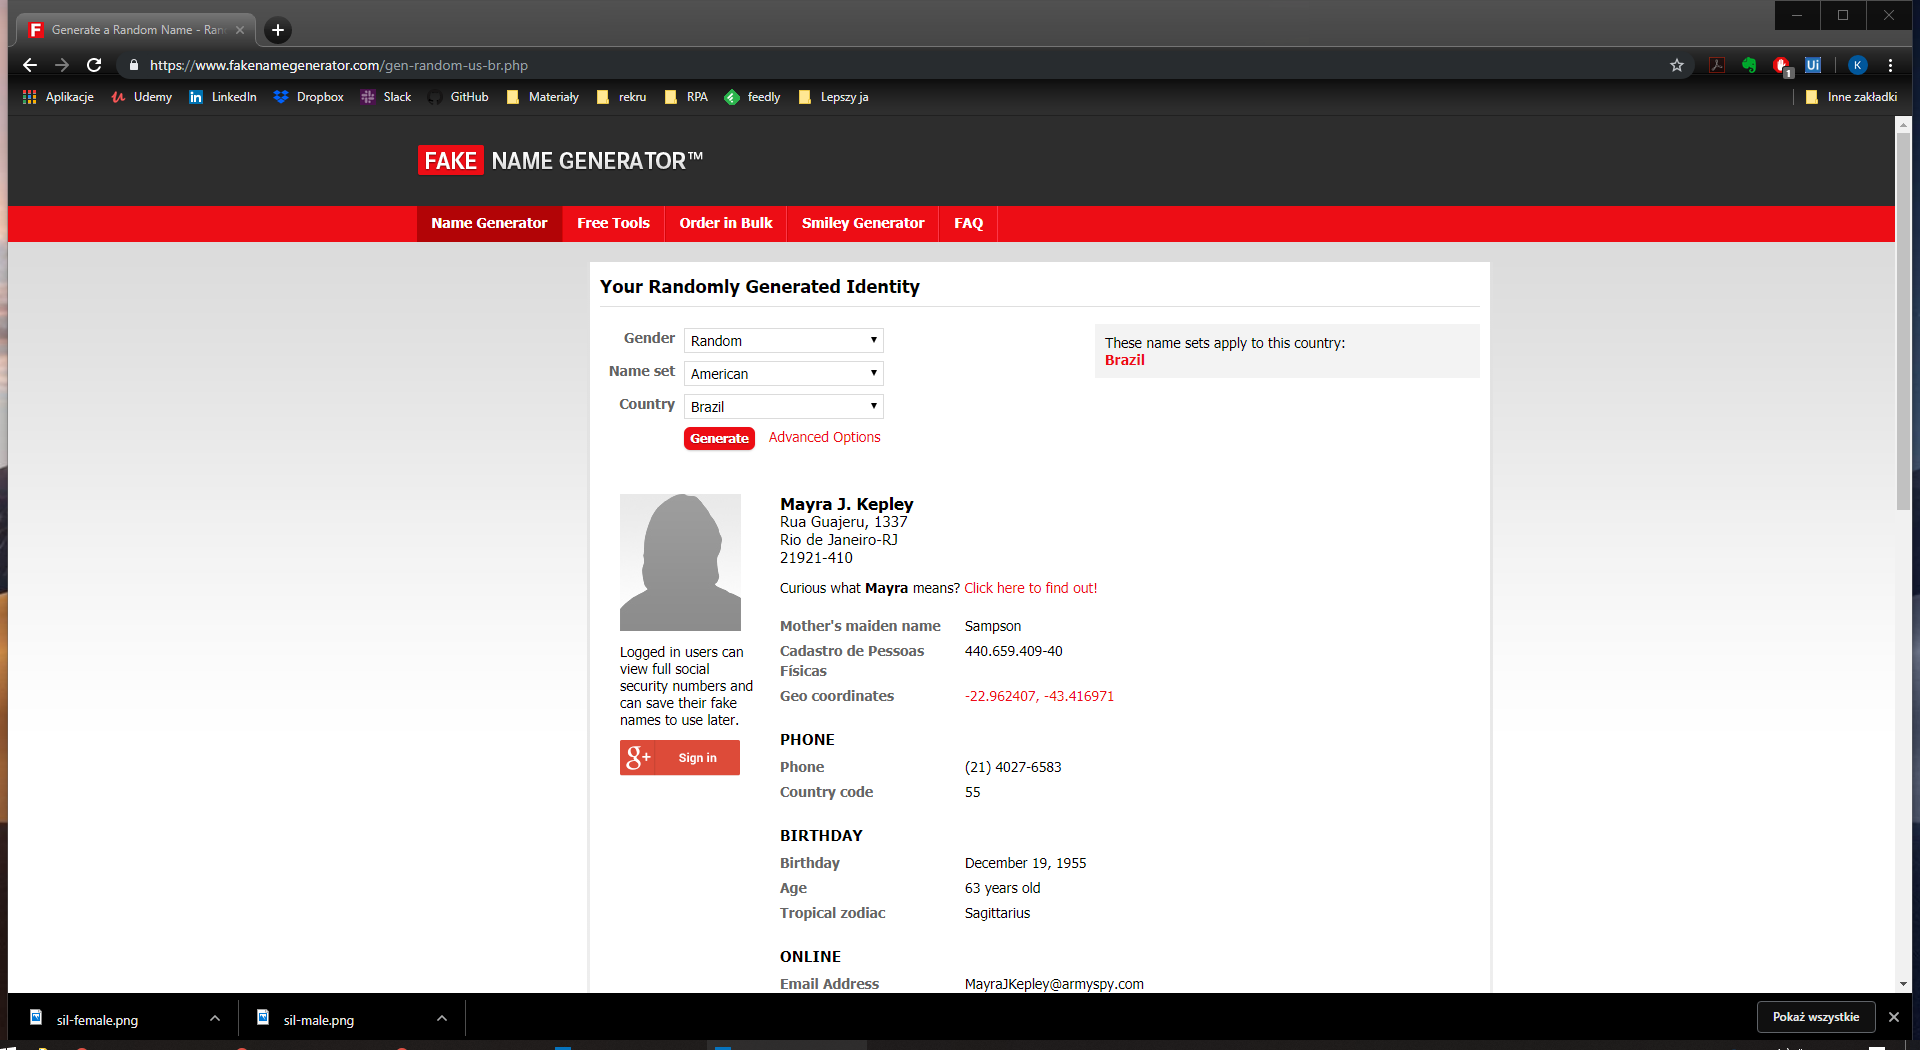 Generate a Random Name - Ran
https://www.fakenamegenerator.com/gen-random-us-br.php
1
Ui
K
Aplikacje
Udemy
LinkedIn
Dropbox
Slack
GitHub
Materiały
rekru
RPA
feedly
Lepszy ja
Inne zakładki
FAKE NAME GENERATOR™
Name Generator
Free Tools
Order in Bulk
Smiley Generator
FAQ
Your Randomly Generated Identity
Gender Random
Name set American
Country Brazil
Generate Advanced Options
These name sets apply to this country:
Brazil
Logged in users can
view full social
security numbers and
can save their fake
names to use later.
g+ Sign in
Mayra J. Kepley
Rua Guajeru, 1337
Rio de Janeiro-RJ
21921-410
Curious what Mayra means? Click here to find out!
Mother's maiden name Sampson
Cadastro de Pessoas 440.659.409-40
Físicas
Geo coordinates -22.962407, -43.416971
PHONE
Phone (21) 4027-6583
Country code 55
BIRTHDAY
Birthday December 19, 1955
Age 63 years old
Tropical zodiac Sagittarius
ONLINE
Email Address MayraJKepley@armyspy.com
sil-female.png
sil-male.png
Pokaż wszystkie